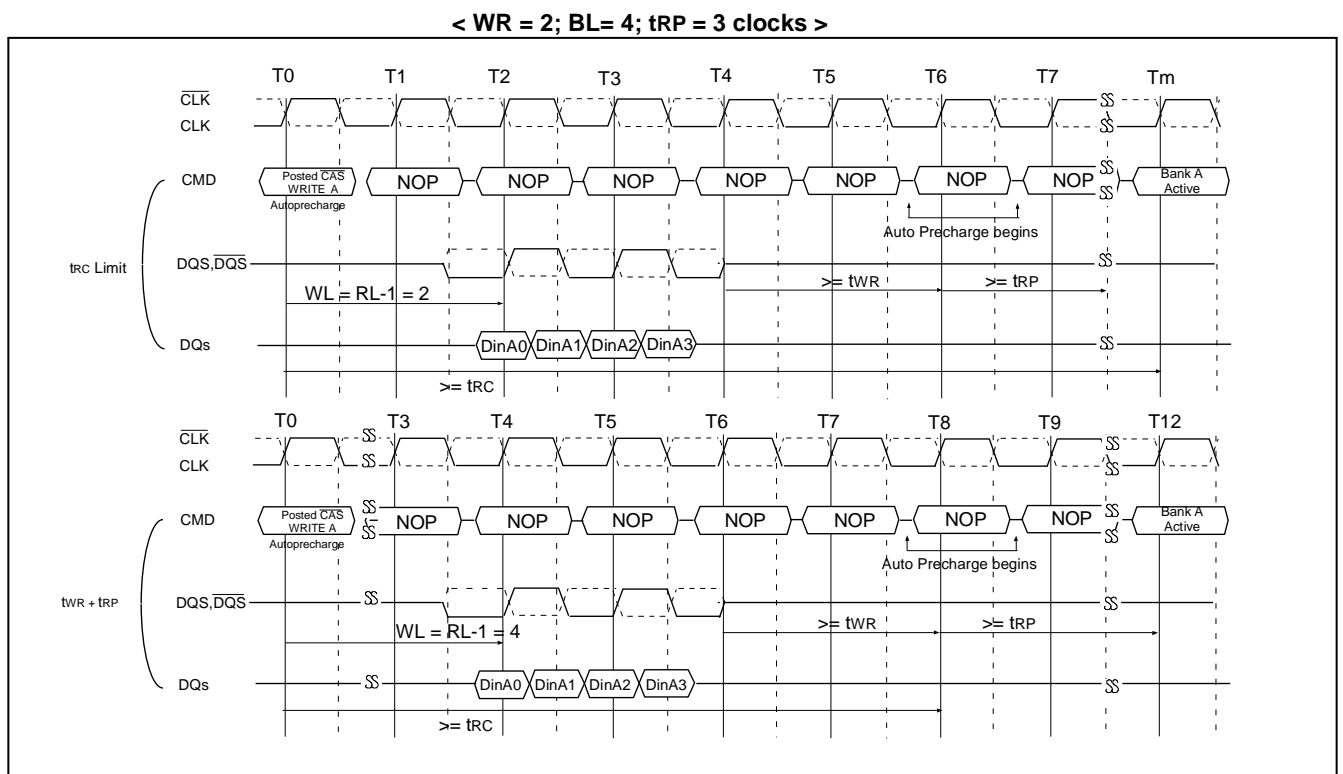 < WR = 2; BL= 4; tRP = 3 clocks >
T0 T1 T2 T3 T4 T5 T6 T7 Tm
CLK
CLK
CMD
Posted CAS
WRITE A
Autoprecharge
NOP NOP NOP NOP NOP NOP NOP
Bank A
Active
Auto Precharge begins
tRC Limit
DQS,DQS
WL = RL-1 = 2
>= tWR
>= tRP
DQs
DinA0 DinA1 DinA2 DinA3
>= tRC
T0 T3 T4 T5 T6 T7 T8 T9 T12
CLK
CLK
CMD
Posted CAS
WRITE A
Autoprecharge
NOP NOP NOP NOP NOP NOP NOP
Bank A
Active
Auto Precharge begins
tWR + tRP
DQS,DQS
WL = RL-1 = 4
>= tWR
>= tRP
DQs
DinA0 DinA1 DinA2 DinA3
>= tRC